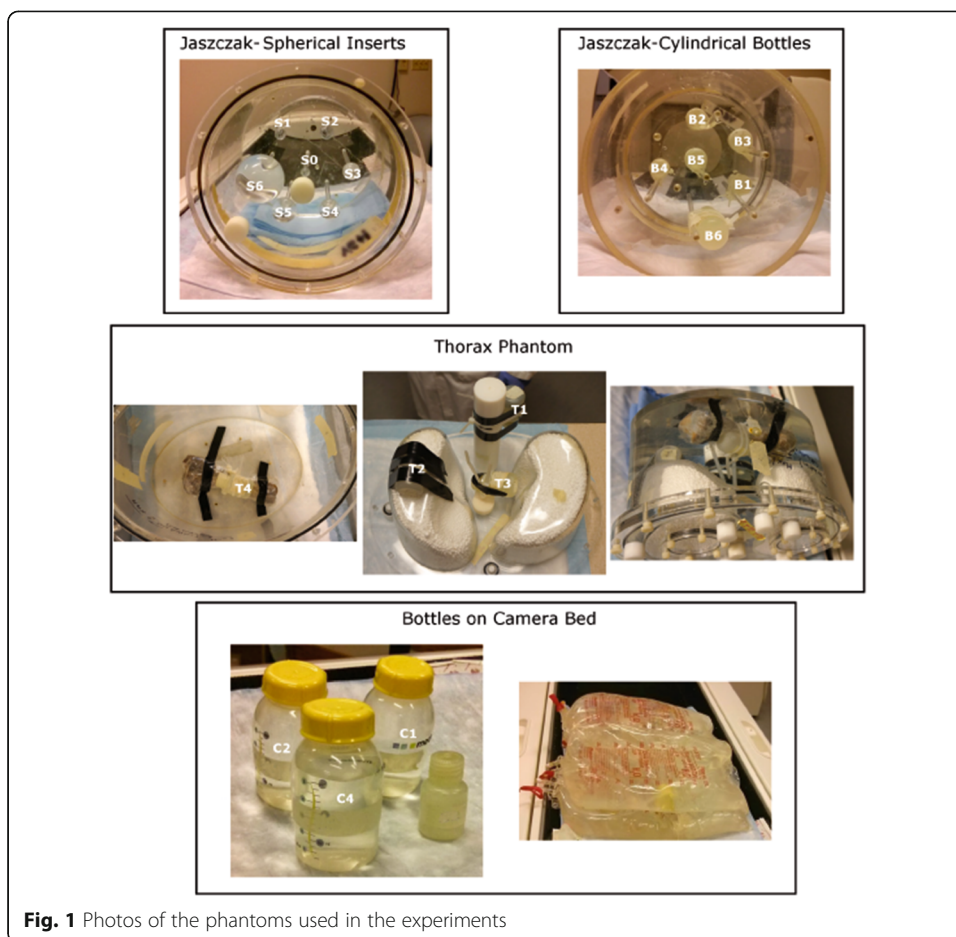 Jaszczak-Spherical Inserts
S1
S2
S0
S3
S6
S5
S4
Jaszczak-Cylindrical Bottles
B2
B3
B5
B4
B1
B6
Thorax Phantom
T4
T1
T2
T3
Bottles on Camera Bed
C2
C1
C4
Fig. 1 Photos of the phantoms used in the experiments